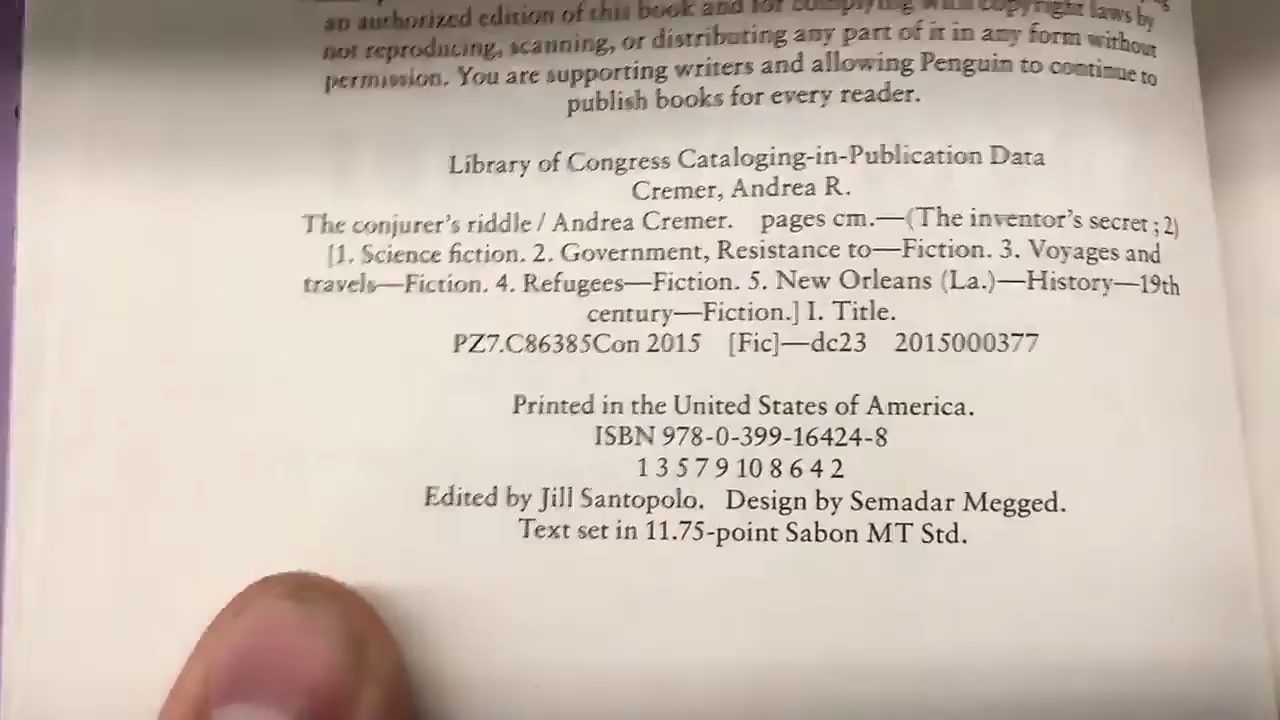 an authorized edition of this book and for complying with copyright laws by
not reproducing, scanning, or distributing any part of it in any form without
permission. You are supporting writers and allowing Penguin to continue to
publish books for every reader.
Library of Congress Cataloging-in-Publication Data
Cremer, Andrea R.
The conjurer's riddle / Andrea Cremer. pages cm.—(The inventor's secret ; 2)
[1. Science fiction. 2. Government, Resistance to—Fiction. 3. Voyages and
travels—Fiction. 4. Refugees—Fiction. 5. New Orleans (La.)—History—19th
century—Fiction.] I. Title.
PZ7.C86385Con 2015 [Fic]—dc23 2015000377
Printed in the United States of America.
ISBN 978-0-399-16424-8
1 3 5 7 9 10 8 6 4 2
Edited by Jill Santopolo. Design by Semadar Megged.
Text set in 11.75-point Sabon MT Std.